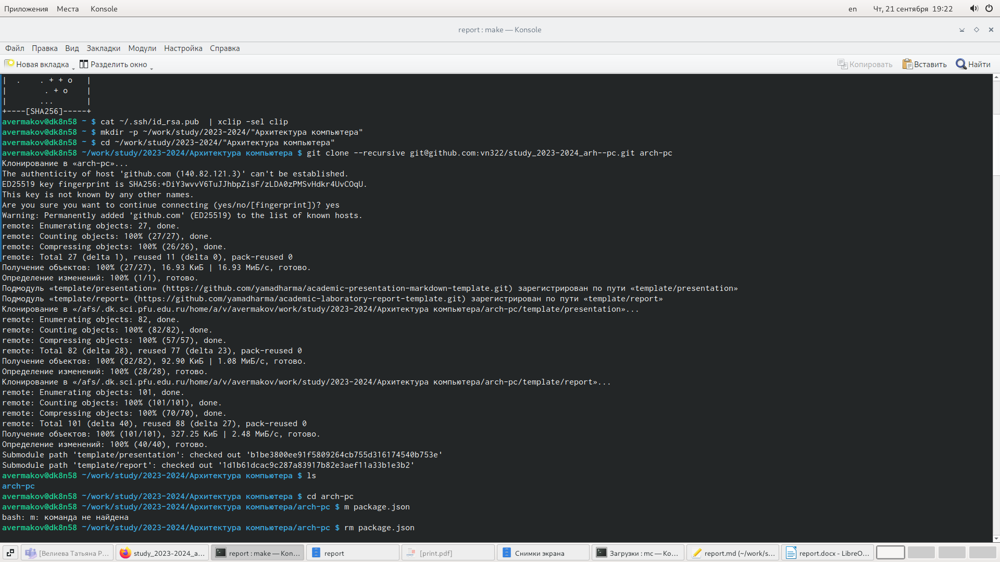 Приложения Места Konsole en Чт, 21 сентября 19:22
report : make — Konsole
Файл Правка Вид Закладки Модули Настройка Справка
Новая вкладка Разделить окно Копировать Вставить Найти
|  .    . + + o   |
|        . + o    |
|       ...       |
+----[SHA256]-----+
avermakov@dk8n58 ~ $ cat ~/.ssh/id_rsa.pub  | xclip -sel clip
avermakov@dk8n58 ~ $ mkdir -p ~/work/study/2023-2024/"Архитектура компьютера"
avermakov@dk8n58 ~ $ cd ~/work/study/2023-2024/"Архитектура компьютера"
avermakov@dk8n58 ~/work/study/2023-2024/Архитектура компьютера $ git clone --recursive git@github.com:vn322/study_2023-2024_arh--pc.git arch-pc
Клонирование в «arch-pc»...
The authenticity of host 'github.com (140.82.121.3)' can't be established.
ED25519 key fingerprint is SHA256:+DiY3wvvV6TuJJhbpZisF/zLDA0zPMSvHdkr4UvCOqU.
This key is not known by any other names.
Are you sure you want to continue connecting (yes/no/[fingerprint])? yes
Warning: Permanently added 'github.com' (ED25519) to the list of known hosts.
remote: Enumerating objects: 27, done.
remote: Counting objects: 100% (27/27), done.
remote: Compressing objects: 100% (26/26), done.
remote: Total 27 (delta 1), reused 11 (delta 0), pack-reused 0
Получение объектов: 100% (27/27), 16.93 КиБ | 16.93 МиБ/с, готово.
Определение изменений: 100% (1/1), готово.
Подмодуль «template/presentation» (https://github.com/yamadharma/academic-presentation-markdown-template.git) зарегистрирован по пути «template/presentation»
Подмодуль «template/report» (https://github.com/yamadharma/academic-laboratory-report-template.git) зарегистрирован по пути «template/report»
Клонирование в «/afs/.dk.sci.pfu.edu.ru/home/a/v/avermakov/work/study/2023-2024/Архитектура компьютера/arch-pc/template/presentation»...
remote: Enumerating objects: 82, done.
remote: Counting objects: 100% (82/82), done.
remote: Compressing objects: 100% (57/57), done.
remote: Total 82 (delta 28), reused 77 (delta 23), pack-reused 0
Получение объектов: 100% (82/82), 92.90 КиБ | 1.08 МиБ/с, готово.
Определение изменений: 100% (28/28), готово.
Клонирование в «/afs/.dk.sci.pfu.edu.ru/home/a/v/avermakov/work/study/2023-2024/Архитектура компьютера/arch-pc/template/report»...
remote: Enumerating objects: 101, done.
remote: Counting objects: 100% (101/101), done.
remote: Compressing objects: 100% (70/70), done.
remote: Total 101 (delta 40), reused 88 (delta 27), pack-reused 0
Получение объектов: 100% (101/101), 327.25 КиБ | 2.48 МиБ/с, готово.
Определение изменений: 100% (40/40), готово.
Submodule path 'template/presentation': checked out 'b1be3800ee91f5809264cb755d316174540b753e'
Submodule path 'template/report': checked out '1d1b61dcac9c287a83917b82e3aef11a33b1e3b2'
avermakov@dk8n58 ~/work/study/2023-2024/Архитектура компьютера $ ls
arch-pc
avermakov@dk8n58 ~/work/study/2023-2024/Архитектура компьютера $ cd arch-pc
avermakov@dk8n58 ~/work/study/2023-2024/Архитектура компьютера/arch-pc $ m package.json
bash: m: команда не найдена
avermakov@dk8n58 ~/work/study/2023-2024/Архитектура компьютера/arch-pc $ rm package.json
[Велиева Татьяна Р... study_2023-2024_a... report : make — Kon... report [print.pdf] Снимки экрана Загрузки : mc — Ko... report.md (~/work/s... report.docx - LibreO...